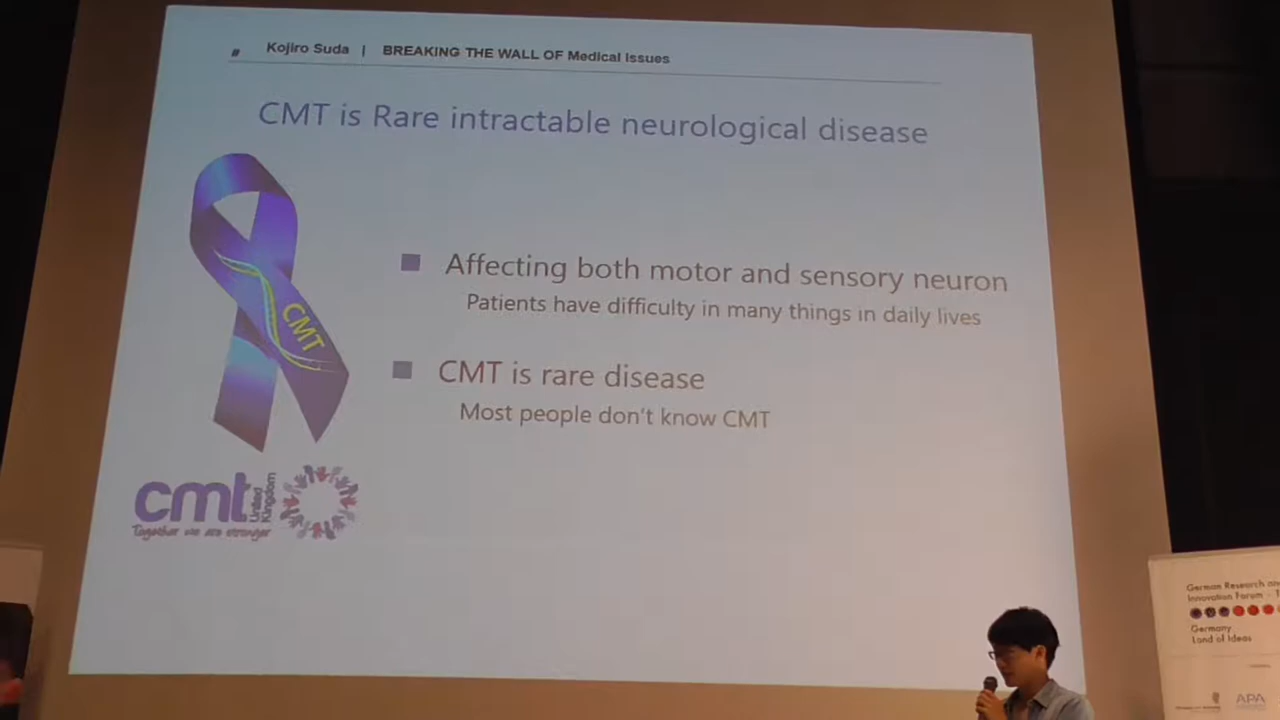 Kojiro Suda | BREAKING THE WALL OF Medical Issues
CMT is Rare intractable neurological disease
CMT
Affecting both motor and sensory neuron
Patients have difficulty in many things in daily lives
CMT is rare disease
Most people don't know CMT
cmt United Kingdom
Together we are stronger
German Research and
Innovation Forum
Germany
Land of Ideas
APA